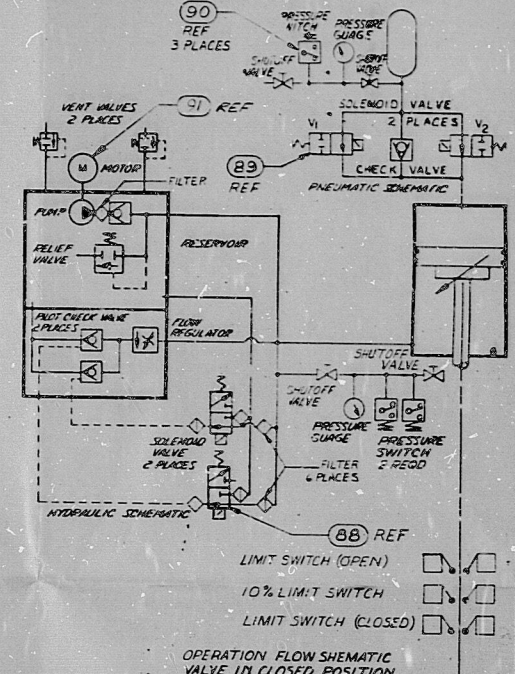 90
REF
3 PLACES
PRESSURE
PRESSURE
GUAGE
SHUTOFF
VALVE
SHUTOFF
VALVE
VENT VALVES
2 PLACES
91 REF
SOLENOID VALVE
2 PLACES
V1
V2
M
MOTOR
89
REF
CHECK VALVE
FILTER
PNEUMATIC SCHEMATIC
PUMP
RESERVOIR
RELIEF
VALVE
PILOT CHECK VALVE
2 PLACES
FLOW
REGULATOR
SHUTOFF
VALVE
SHUTOFF
VALVE
PRESSURE
GUAGE
PRESSURE
SWITCH
2 REQD
SOLENOID
VALVE
2 PLACES
FILTER
6 PLACES
HYDRAULIC SCHEMATIC
88 REF
LIMIT SWITCH (OPEN)
10% LIMIT SWITCH
LIMIT SWITCH (CLOSED)
OPERATION FLOW SHEMATIC
VALVE IN CLOSED POSITION